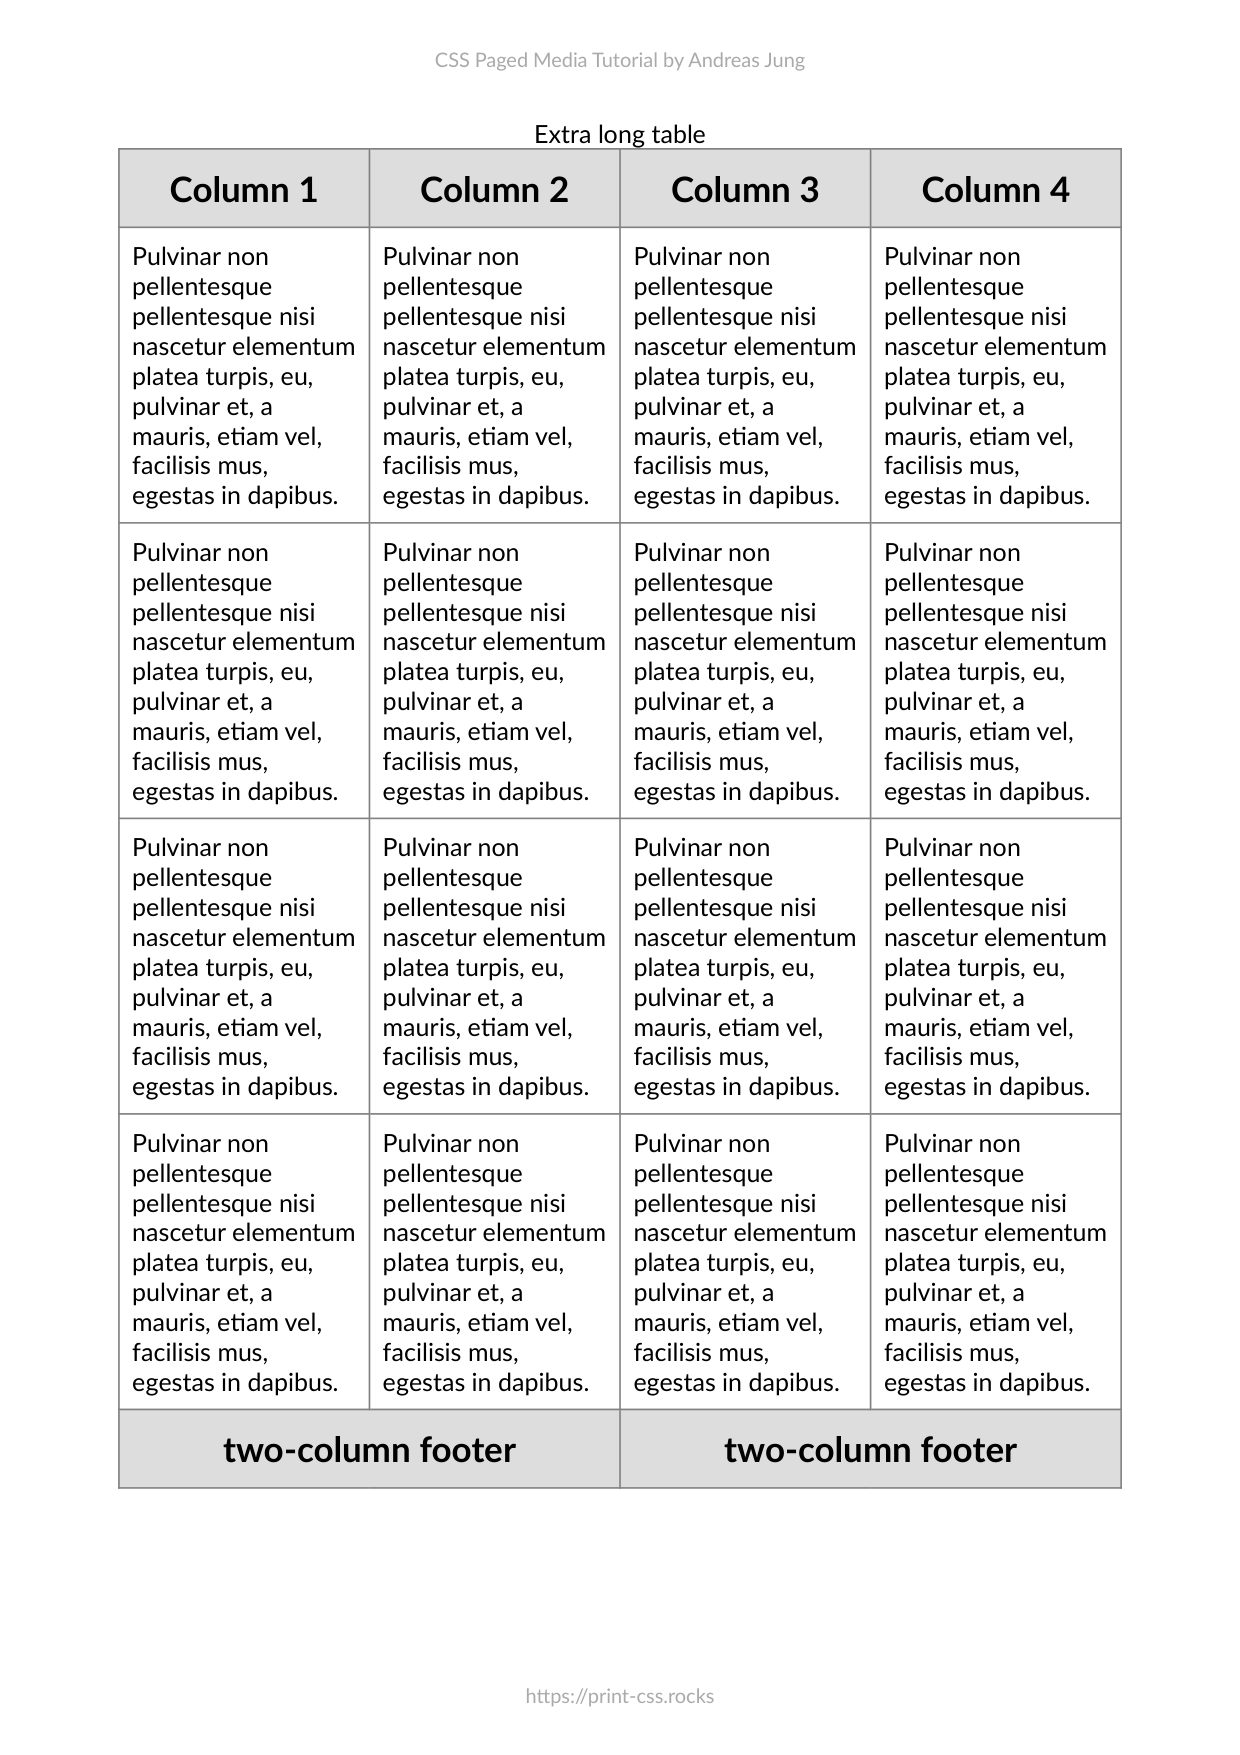 CSS Paged Media Tutorial by Andreas Jung
Extra long table
Column 1 Column 2 Column 3 Column 4
Pulvinar non Pulvinar non Pulvinar non Pulvinar non
pellentesque pellentesque pellentesque pellentesque
pellentesque nisi pellentesque nisi pellentesque nisi pellentesque nisi
nascetur elementum nascetur elementum nascetur elementum nascetur elementum
platea turpis, eu, platea turpis, eu, platea turpis, eu, platea turpis, eu,
pulvinar et, a pulvinar et, a pulvinar et, a pulvinar et, a
mauris, etiam vel, mauris, etiam vel, mauris, etiam vel, mauris, etiam vel,
facilisis mus, facilisis mus, facilisis mus, facilisis mus,
egestas in dapibus. egestas in dapibus. egestas in dapibus. egestas in dapibus.
Pulvinar non Pulvinar non Pulvinar non Pulvinar non
pellentesque pellentesque pellentesque pellentesque
pellentesque nisi pellentesque nisi pellentesque nisi pellentesque nisi
nascetur elementum nascetur elementum nascetur elementum nascetur elementum
platea turpis, eu, platea turpis, eu, platea turpis, eu, platea turpis, eu,
pulvinar et, a pulvinar et, a pulvinar et, a pulvinar et, a
mauris, etiam vel, mauris, etiam vel, mauris, etiam vel, mauris, etiam vel,
facilisis mus, facilisis mus, facilisis mus, facilisis mus,
egestas in dapibus. egestas in dapibus. egestas in dapibus. egestas in dapibus.
Pulvinar non Pulvinar non Pulvinar non Pulvinar non
pellentesque pellentesque pellentesque pellentesque
pellentesque nisi pellentesque nisi pellentesque nisi pellentesque nisi
nascetur elementum nascetur elementum nascetur elementum nascetur elementum
platea turpis, eu, platea turpis, eu, platea turpis, eu, platea turpis, eu,
pulvinar et, a pulvinar et, a pulvinar et, a pulvinar et, a
mauris, etiam vel, mauris, etiam vel, mauris, etiam vel, mauris, etiam vel,
facilisis mus, facilisis mus, facilisis mus, facilisis mus,
egestas in dapibus. egestas in dapibus. egestas in dapibus. egestas in dapibus.
Pulvinar non Pulvinar non Pulvinar non Pulvinar non
pellentesque pellentesque pellentesque pellentesque
pellentesque nisi pellentesque nisi pellentesque nisi pellentesque nisi
nascetur elementum nascetur elementum nascetur elementum nascetur elementum
platea turpis, eu, platea turpis, eu, platea turpis, eu, platea turpis, eu,
pulvinar et, a pulvinar et, a pulvinar et, a pulvinar et, a
mauris, etiam vel, mauris, etiam vel, mauris, etiam vel, mauris, etiam vel,
facilisis mus, facilisis mus, facilisis mus, facilisis mus,
egestas in dapibus. egestas in dapibus. egestas in dapibus. egestas in dapibus.
two-column footer two-column footer
https://print-css.rocks